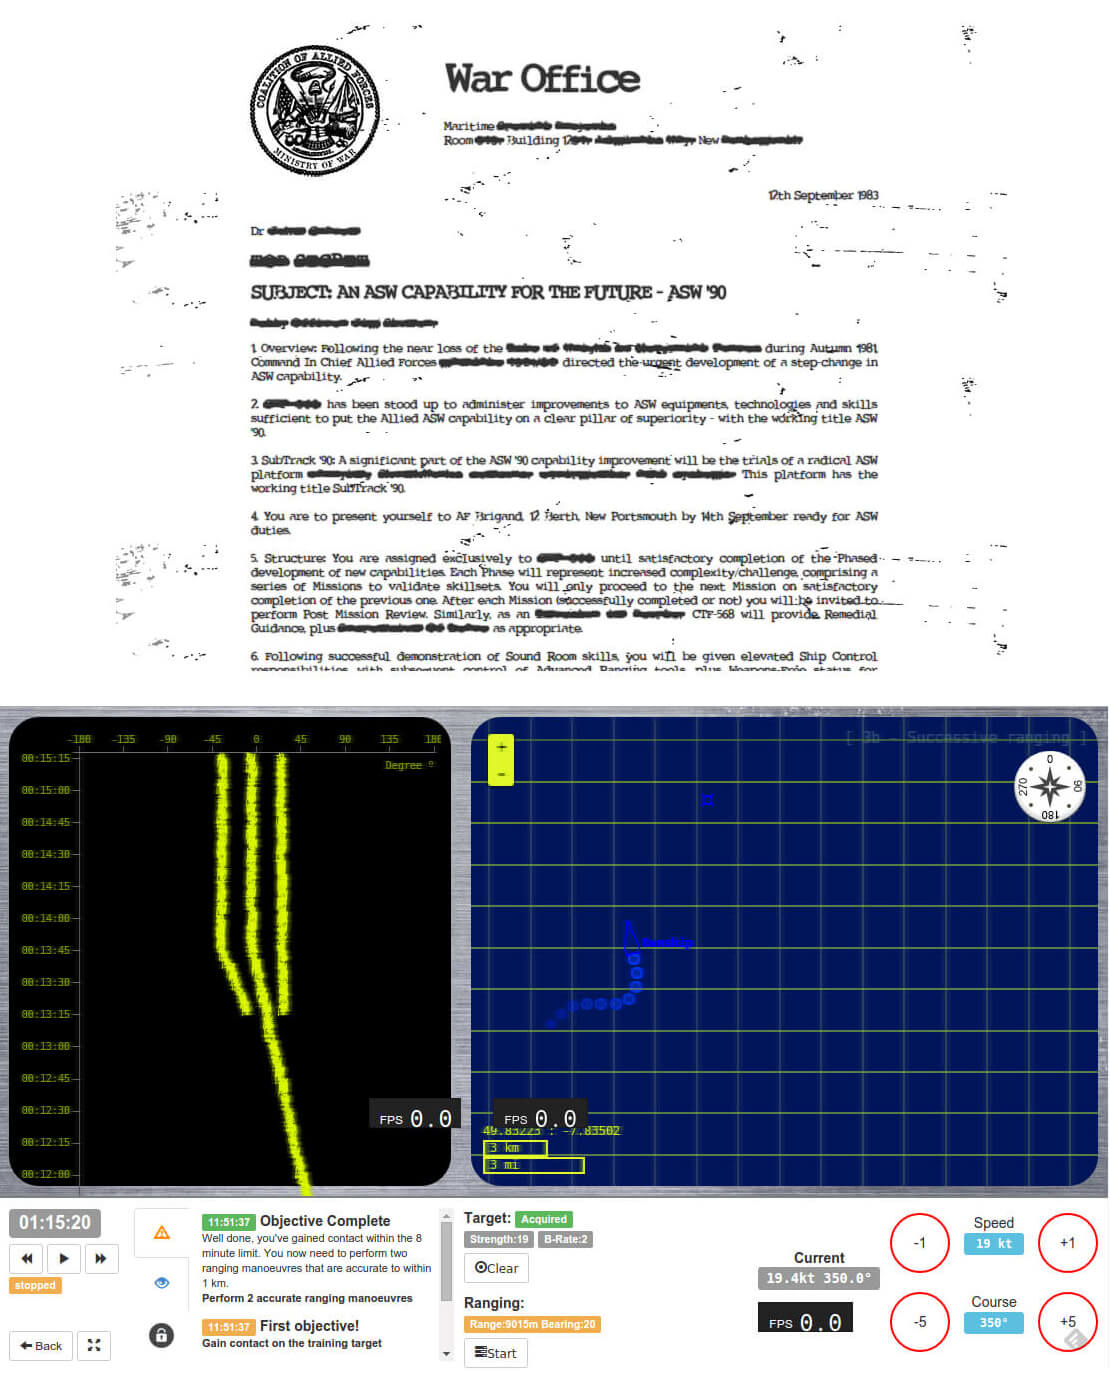 COALITION OF ALLIED FORCES
MINISTRY OF WAR
War Office
Maritime
Room Building New
12th September 1983
Dr
SUBJECT: AN ASW CAPABILITY FOR THE FUTURE - ASW '90
1. Overview: Following the near loss of the during Autumn 1981
Command In Chief Allied Forces directed the urgent development of a step-change in
ASW capability.
2. has been stood up to administer improvements to ASW equipments, technologies and skills
sufficient to put the Allied ASW capability on a clear pillar of superiority - with the working title ASW
'90.
3. SubTrack '90: A significant part of the ASW '90 capability improvement will be the trials of a radical ASW
platform This platform has the
working title SubTrack '90.
4. You are to present yourself to AF Brigand, 12 Berth, New Portsmouth by 14th September ready for ASW
duties.
5. Structure: You are assigned exclusively to until satisfactory completion of the Phased
development of new capabilities. Each Phase will represent increased complexity/challenge, comprising a
series of Missions to validate skillsets. You will only proceed to the next Mission on satisfactory
completion of the previous one. After each Mission (successfully completed or not) you will be invited to
perform Post Mission Review. Similarly, as an CTF-568 will provide Remedial
Guidance, plus as appropriate.
6. Following successful demonstration of Sound Room skills, you will be given elevated Ship Control
responsibilities with subsequent control of Advanced Ranging tools, plus Weapons-Free status for
-180 -135 -90 -45 0 45 90 135 180
Degree °
00:15:15
00:15:00
00:14:45
00:14:30
00:14:15
00:14:00
00:13:45
00:13:30
00:13:15
00:13:00
00:12:45
00:12:30
00:12:15
00:12:00
FPS 0.0
[ 3b - Successive ranging ]
+
-
0
90
180
270
FPS 0.0
49.83223 : -7.83502
3 km
3 mi
01:15:20
stopped
Back
11:51:37 Objective Complete
Well done, you've gained contact within the 8
minute limit. You now need to perform two
ranging manoeuvres that are accurate to within
1 km.
Perform 2 accurate ranging manoeuvres
11:51:37 First objective!
Gain contact on the training target
Target: Acquired
Strength:19 B-Rate:2
Clear
Ranging:
Range:9015m Bearing:20
Start
Current
19.4kt 350.0°
FPS 0.0
-1
Speed
19 kt
+1
-5
Course
350°
+5